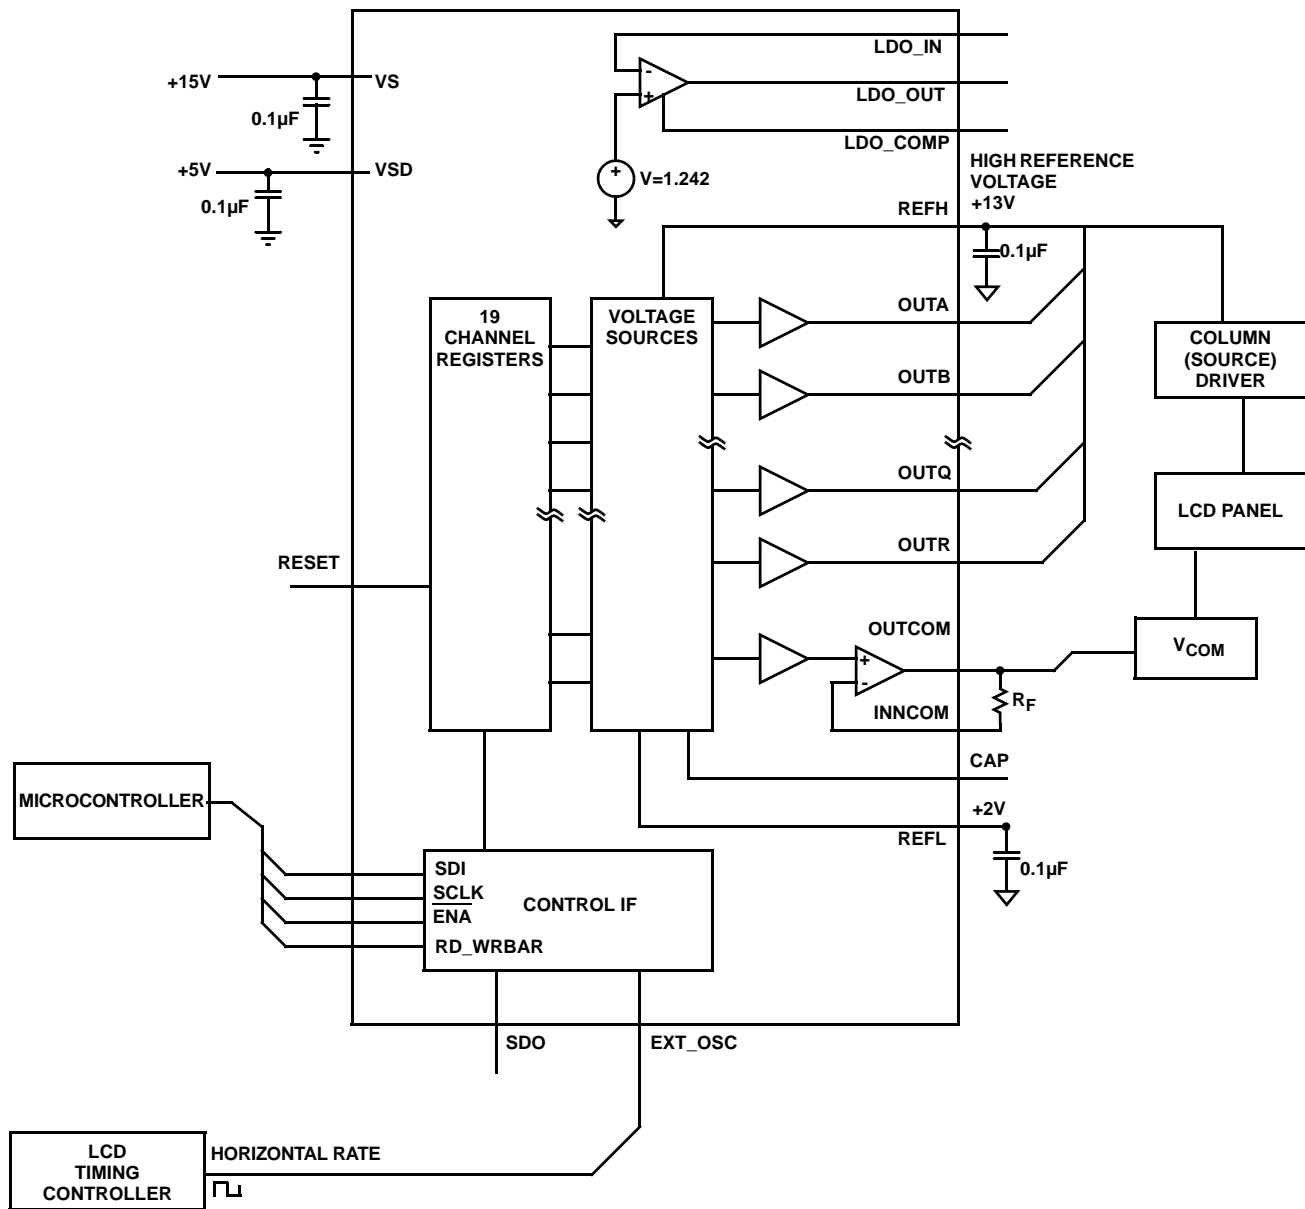 LDO_IN
+15V
VS
-
+
LDO_OUT
0.1µF
LDO_COMP
+5V
VSD
+
V=1.242
HIGH REFERENCE
VOLTAGE
+13V
0.1µF
REFH
0.1µF
19
CHANNEL
REGISTERS
VOLTAGE
SOURCES
OUTA
COLUMN
(SOURCE)
DRIVER
OUTB
OUTQ
LCD PANEL
OUTR
RESET
OUTCOM
VCOM
+
-
RF
INNCOM
CAP
MICROCONTROLLER
+2V
REFL
0.1µF
SDI
SCLK
ENA
RD_WRBAR
CONTROL IF
SDO
EXT_OSC
LCD
TIMING
CONTROLLER
HORIZONTAL RATE